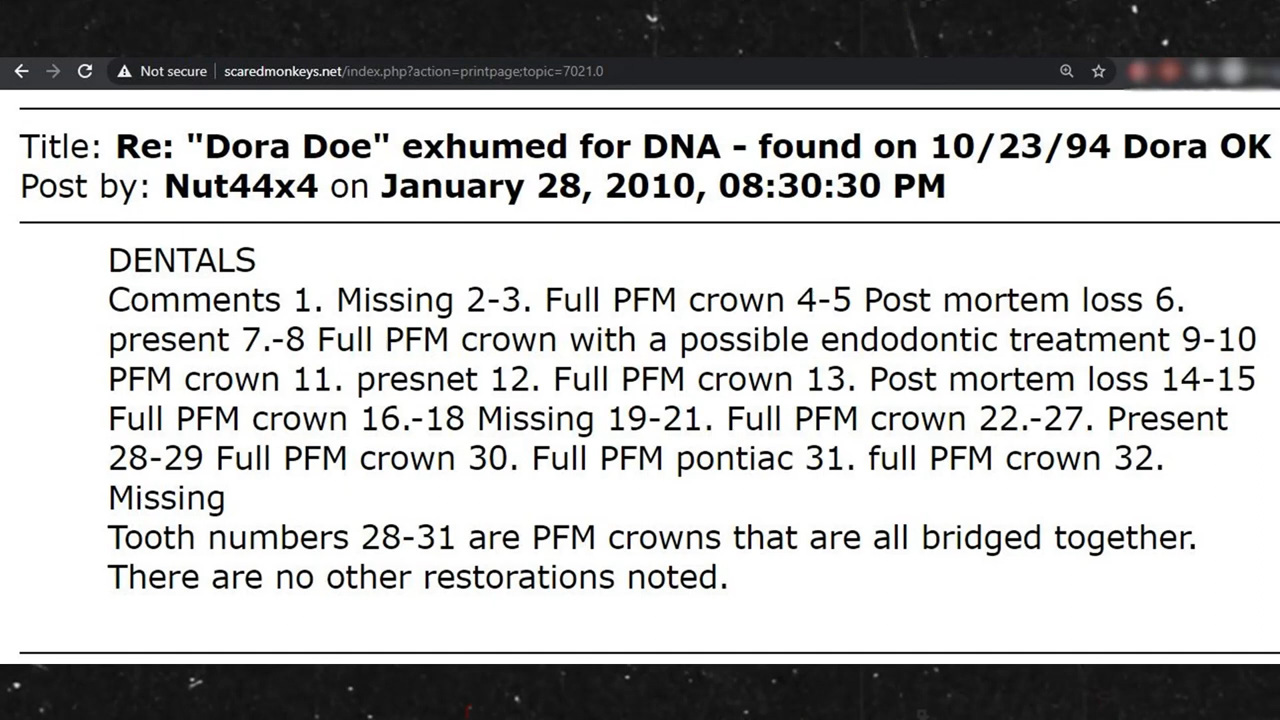 Not secure scaredmonkeys.net/index.php?action=printpage;topic=7021.0
Title: Re: "Dora Doe" exhumed for DNA - found on 10/23/94 Dora OK
Post by: Nut44x4 on January 28, 2010, 08:30:30 PM
DENTALS
Comments 1. Missing 2-3. Full PFM crown 4-5 Post mortem loss 6.
present 7.-8 Full PFM crown with a possible endodontic treatment 9-10
PFM crown 11. presnet 12. Full PFM crown 13. Post mortem loss 14-15
Full PFM crown 16.-18 Missing 19-21. Full PFM crown 22.-27. Present
28-29 Full PFM crown 30. Full PFM pontiac 31. full PFM crown 32.
Missing
Tooth numbers 28-31 are PFM crowns that are all bridged together.
There are no other restorations noted.